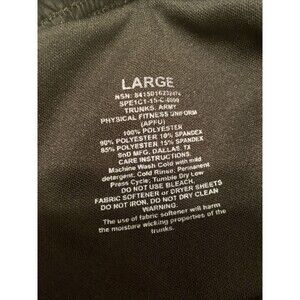 LARGE
NSN: 8415016232474
SPE1C1-15-C-0000
TRUNKS, ARMY
PHYSICAL FITNESS UNIFORM
(APFU)
100% POLYESTER
90% POLYESTER 10% SPANDEX
85% POLYESTER 15% SPANDEX
SND MFG, DALLAS, TX
CARE INSTRUCTIONS,
Machine Wash Cold with mild
detergent, Cold Rinse; Permanent
Press Cycle; Tumble Dry Low
DO NOT USE BLEACH,
FABRIC SOFTENER or DRYER SHEETS
DO NOT IRON, DO NOT DRY CLEAN
WARNING:
The use of fabric softener will harm
the moisture wicking properties of the
trunks.